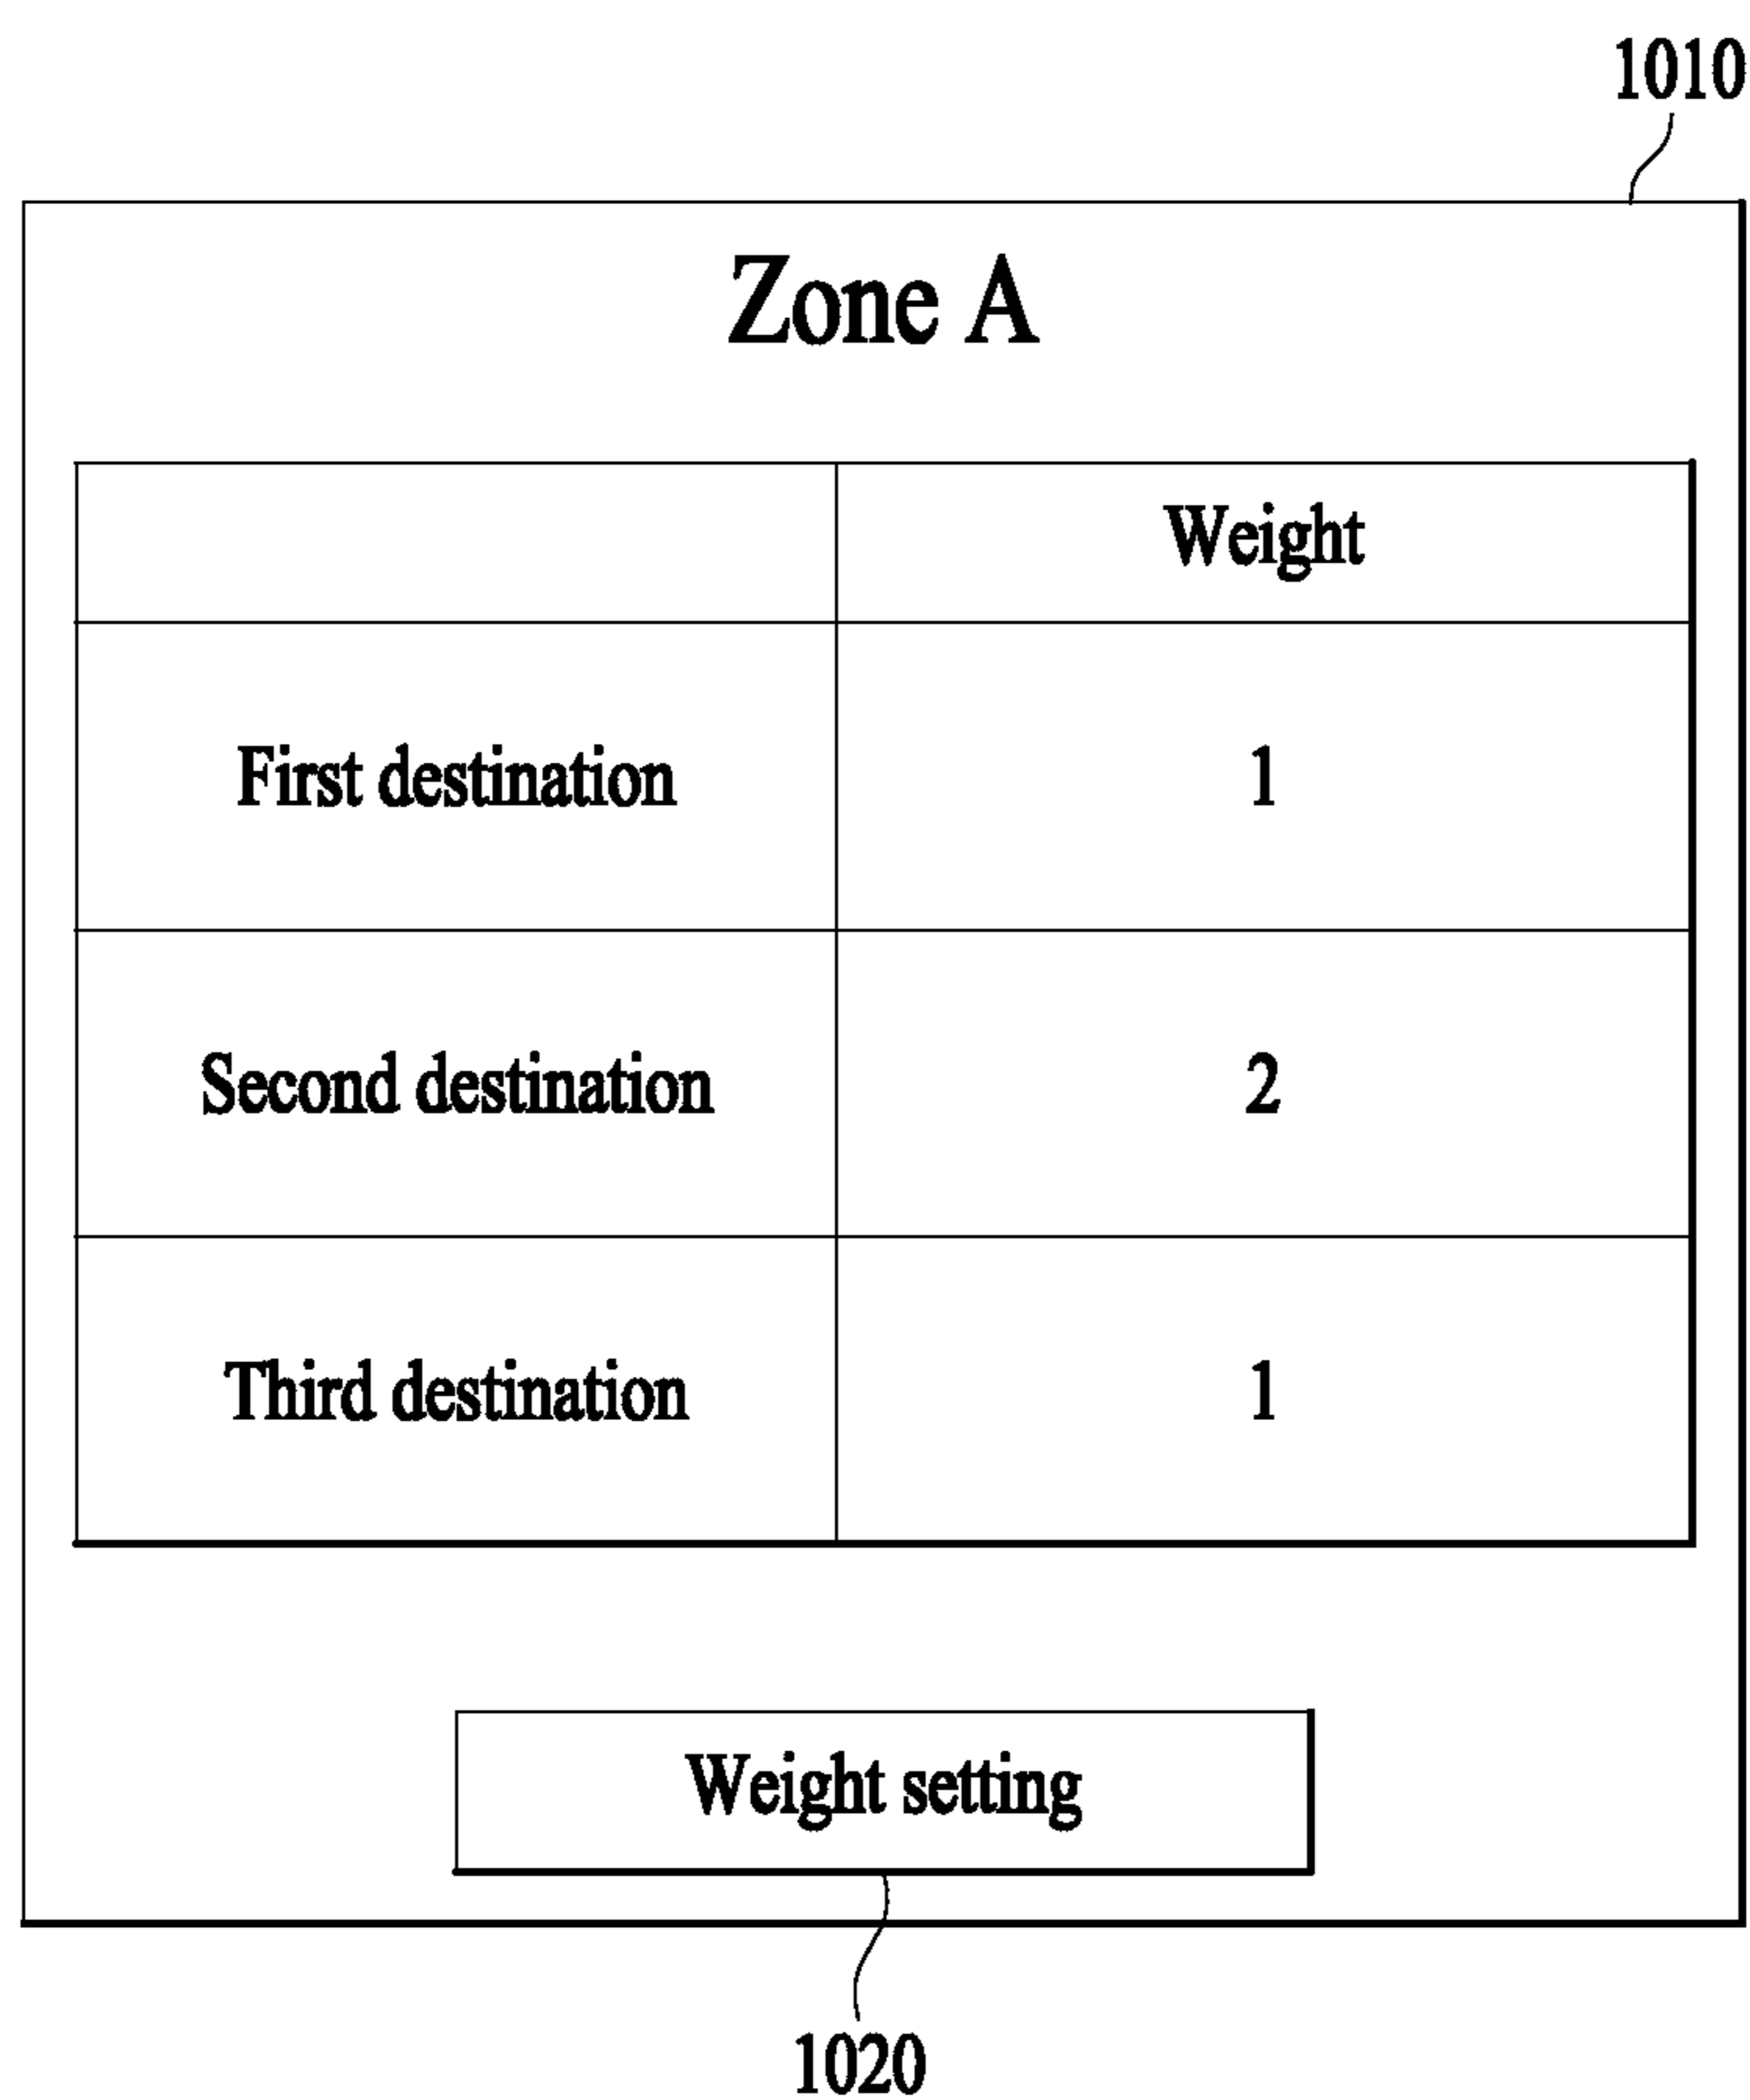 1010
Zone A
Weight
First destination 1
Second destination 2
Third destination 1
Weight setting
1020